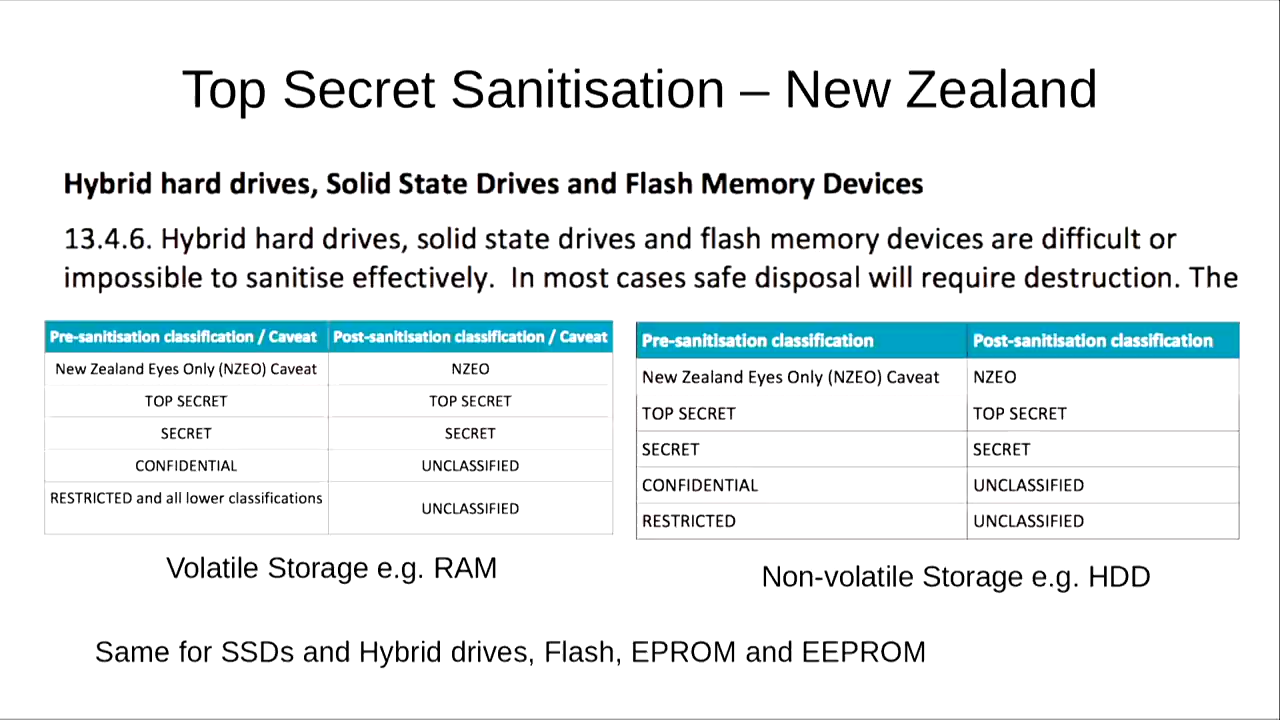 Top Secret Sanitisation – New Zealand
Hybrid hard drives, Solid State Drives and Flash Memory Devices
13.4.6. Hybrid hard drives, solid state drives and flash memory devices are difficult or
impossible to sanitise effectively.  In most cases safe disposal will require destruction. The
Pre-sanitisation classification / Caveat Post-sanitisation classification / Caveat
New Zealand Eyes Only (NZEO) Caveat NZEO
TOP SECRET TOP SECRET
SECRET SECRET
CONFIDENTIAL UNCLASSIFIED
RESTRICTED and all lower classifications UNCLASSIFIED
Volatile Storage e.g. RAM
Pre-sanitisation classification Post-sanitisation classification
New Zealand Eyes Only (NZEO) Caveat NZEO
TOP SECRET TOP SECRET
SECRET SECRET
CONFIDENTIAL UNCLASSIFIED
RESTRICTED UNCLASSIFIED
Non-volatile Storage e.g. HDD
Same for SSDs and Hybrid drives, Flash, EPROM and EEPROM